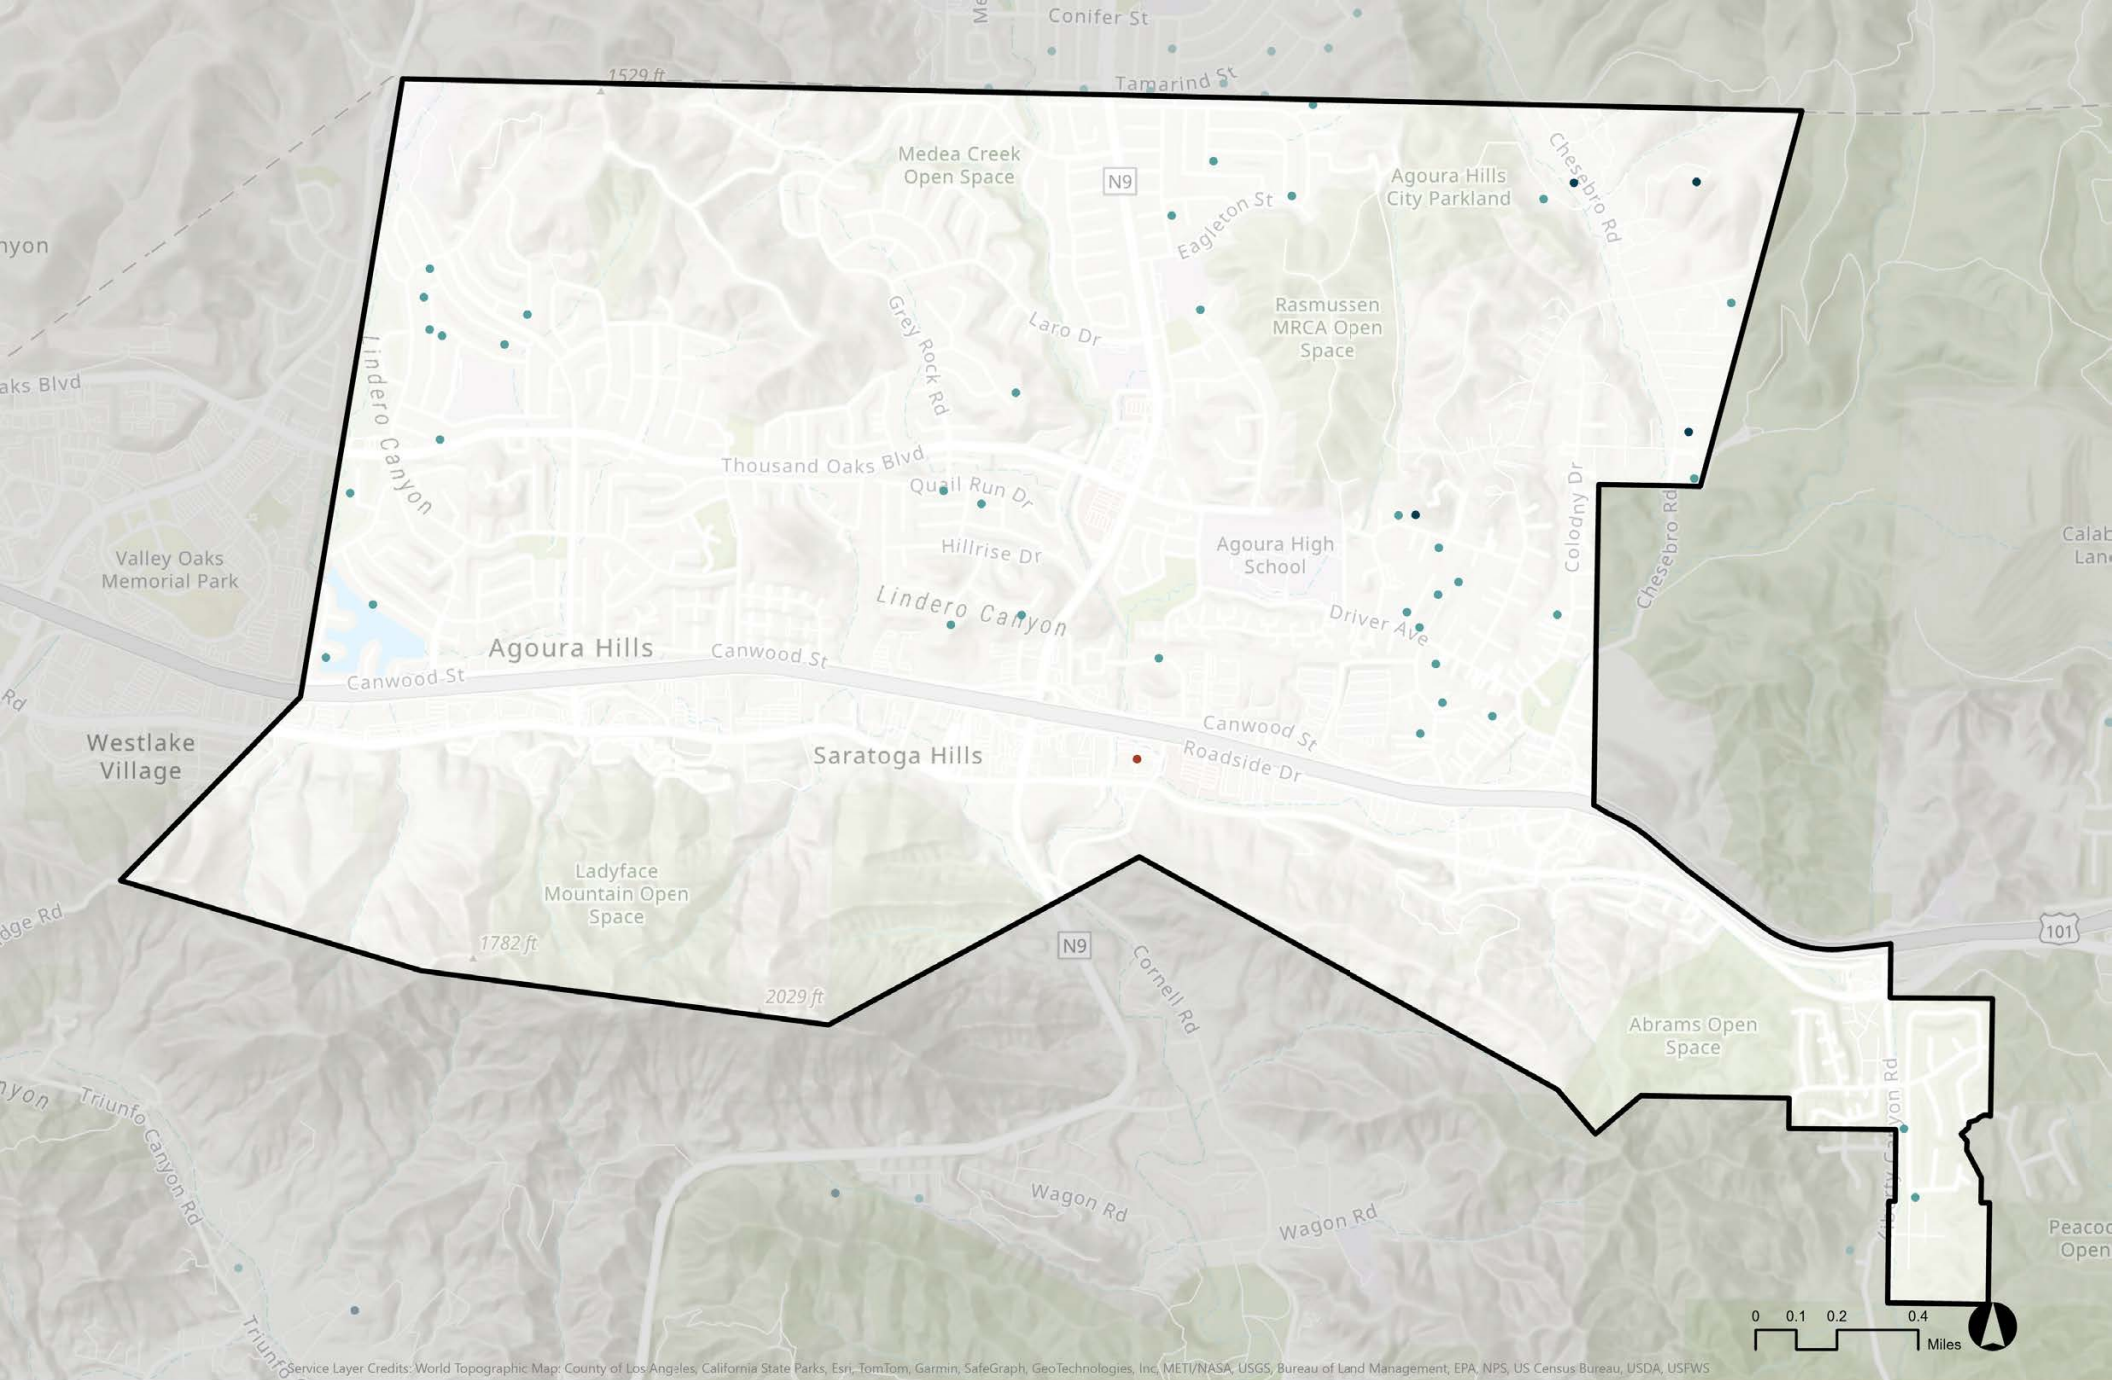 Conifer St
Tamarind St
1529 ft
Medea Creek
Open Space
N9
Chesebro Rd
Agoura Hills
City Parkland
Eagleton St
Rasmussen
MRCA Open
Space
Laro Dr
Grey Rock Rd
Lindero Canyon
Thousand Oaks Blvd
Quail Run Dr
Colodny Dr
Chesebro Rd
Valley Oaks
Memorial Park
Hillrise Dr
Agoura High
School
Lindero Canyon
Driver Ave
Agoura Hills
Canwood St
Canwood St
Rd
Westlake
Village
Saratoga Hills
Canwood St
Roadside Dr
Ladyface
Mountain Open
Space
1782 ft
2029 ft
N9
Cornell Rd
101
Abrams Open
Space
Triunfo Canyon Rd
Wagon Rd
Wagon Rd
0 0.1 0.2 0.4
Miles
Service Layer Credits: World Topographic Map: County of Los Angeles, California State Parks, Esri, TomTom, Garmin, SafeGraph, GeoTechnologies, Inc, METI/NASA, USGS, Bureau of Land Management, EPA, NPS, US Census Bureau, USDA, USFWS